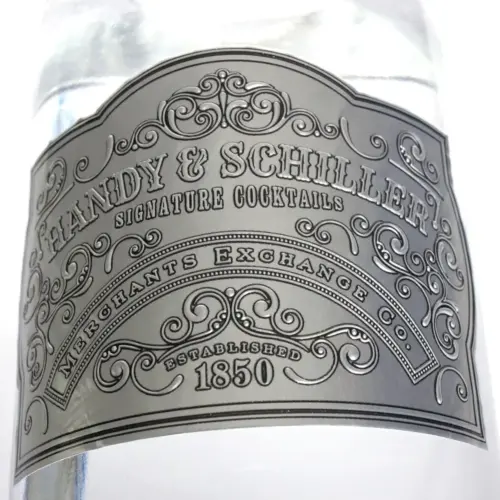 HANDY & SCHILLER
SIGNATURE COCKTAILS
MERCHANTS EXCHANGE CO.
ESTABLISHED
1850